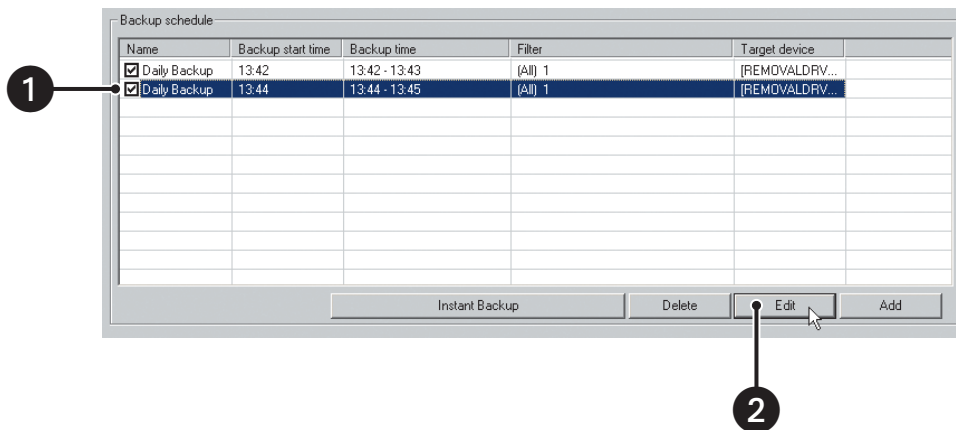 Backup schedule
Name Backup start time Backup time Filter Target device
Daily Backup 13:42 13:42 - 13:43 (All) 1 [REMOVALDRV...
1
Daily Backup 13:44 13:44 - 13:45 (All) 1 [REMOVALDRV...
Instant Backup Delete Edit Add
2